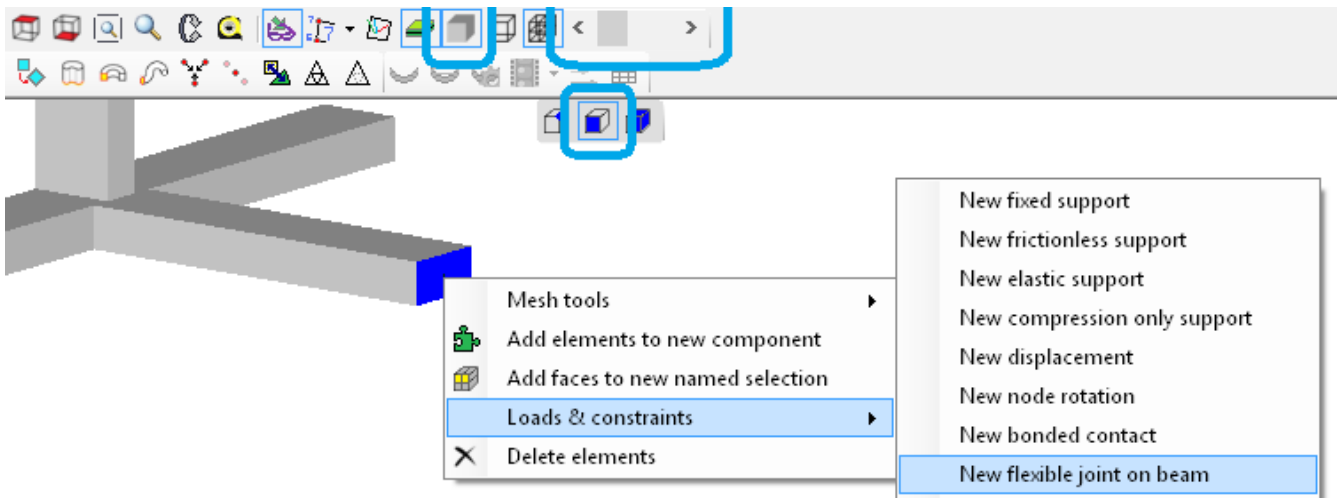 Mesh tools
Add elements to new component
Add faces to new named selection
Loads & constraints
Delete elements
New fixed support
New frictionless support
New elastic support
New compression only support
New displacement
New node rotation
New bonded contact
New flexible joint on beam